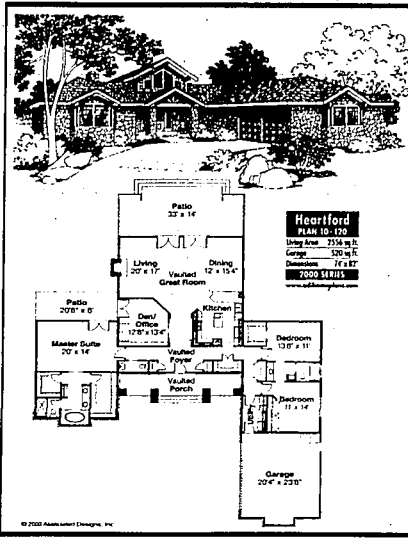 Patio
33' x 14'
Heartford
PLAN 10-120
Living Area 2556 sq ft.
Garage 520 sq ft.
Dimensions 74' x 82'
2000 SERIES
Living
20' x 17'
Dining
12' x 15'4"
Vaulted
Great Room
Patio
20'8" x 8'
Den/
Office
12'8" x 13'4"
Kitchen
Master Suite
20' x 14'
Vaulted
Foyer
Bedroom
13'8" x 11'
Vaulted
Porch
Bedroom
11' x 14'
Garage
20'4" x 23'8"
© 2000 Associated Designs, Inc.